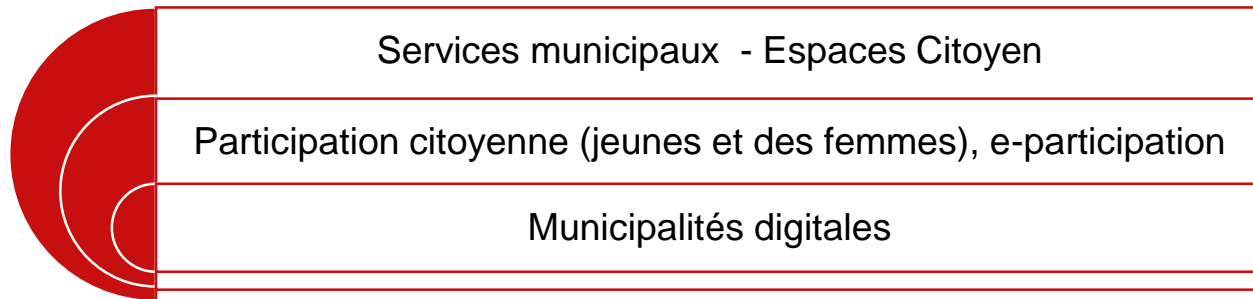 Services municipaux - Espaces Citoyen
Participation citoyenne (jeunes et des femmes), e-participation
Municipalités digitales